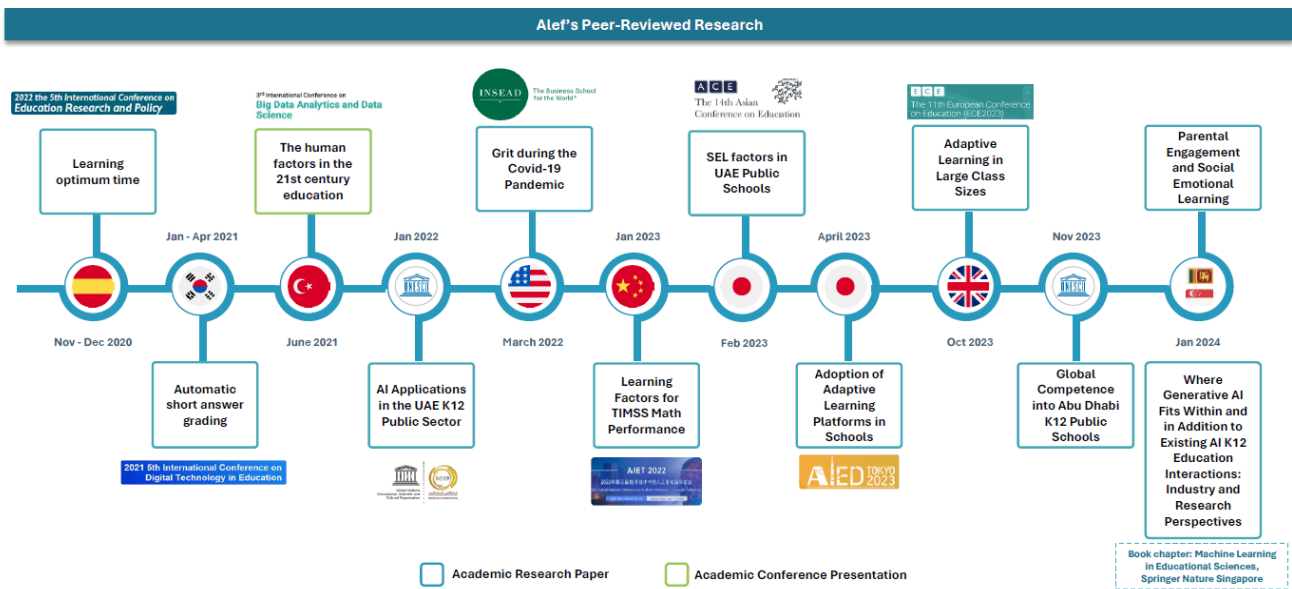 Alef's Peer-Reviewed Research
2022 the 5th International Conference on
Education Research and Policy
3rd International Conference on
Big Data Analytics and Data
Science
INSEAD
The Business School
for the World®
ACE
The 14th Asian
Conference on Education
ECE
The 11th European Conference
on Education (ECE2023)
Learning
optimum time
The human
factors in the
21st century
education
Grit during the
Covid-19
Pandemic
SEL factors in
UAE Public
Schools
Adaptive
Learning in
Large Class
Sizes
Parental
Engagement
and Social
Emotional
Learning
Jan - Apr 2021
Jan 2022
Jan 2023
April 2023
Nov 2023
UNESCO
UNESCO
Nov - Dec 2020
June 2021
March 2022
Feb 2023
Oct 2023
Jan 2024
Automatic
short answer
grading
AI Applications
in the UAE K12
Public Sector
Learning
Factors for
TIMSS Math
Performance
Adoption of
Adaptive
Learning
Platforms in
Schools
Global
Competence
into Abu Dhabi
K12 Public
Schools
Where
Generative AI
Fits Within and
in Addition to
Existing AI K12
Education
Interactions:
Industry and
Research
Perspectives
2021 5th International Conference on
Digital Technology in Education
United Nations
Educational, Scientific and
Cultural Organization
AIET 2022
AIED TOKYO
2023
Book chapter: Machine Learning
in Educational Sciences,
Springer Nature Singapore
Academic Research Paper
Academic Conference Presentation